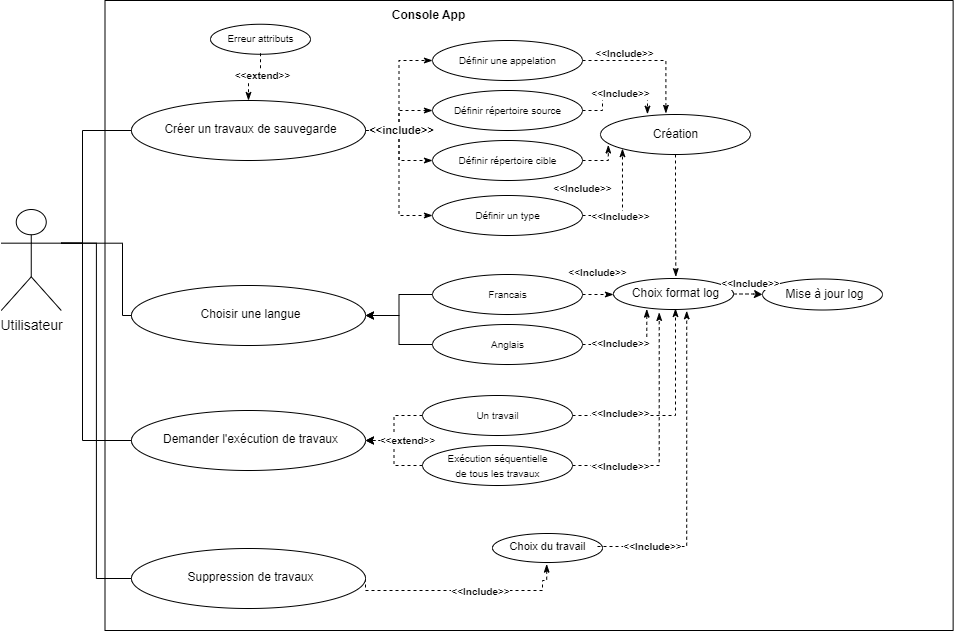 Console App
Erreur attributs
<<extend>>
Créer un travaux de sauvegarde
<<include>>
Définir une appelation
<<Include>>
Définir répertoire source
<<Include>>
Création
Définir répertoire cible
<<Include>>
Définir un type
<<Include>>
Utilisateur
Choisir une langue
Francais
<<Include>>
Choix format log
<<Include>>
Mise à jour log
Anglais
<<Include>>
Demander l'exécution de travaux
<<extend>>
Un travail
<<Include>>
Exécution séquentielle
de tous les travaux
<<Include>>
Choix du travail
<<Include>>
Suppression de travaux
<<Include>>